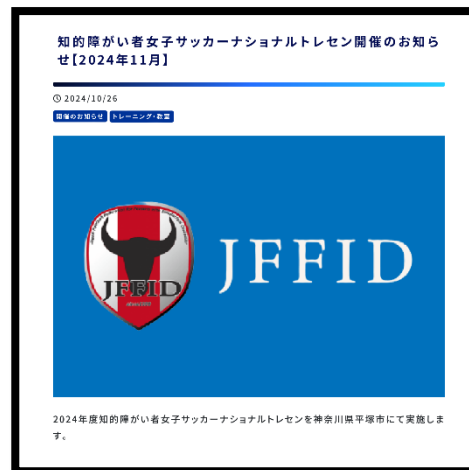 知的障がい者女子サッカーナショナルトレセン開催のお知ら
せ【2024年11月】
2024/10/26
開催のお知らせ トレーニング・教室
JFFID
JFFID
2024年度知的障がい者女子サッカーナショナルトレセンを神奈川県平塚市にて実施しま
す。